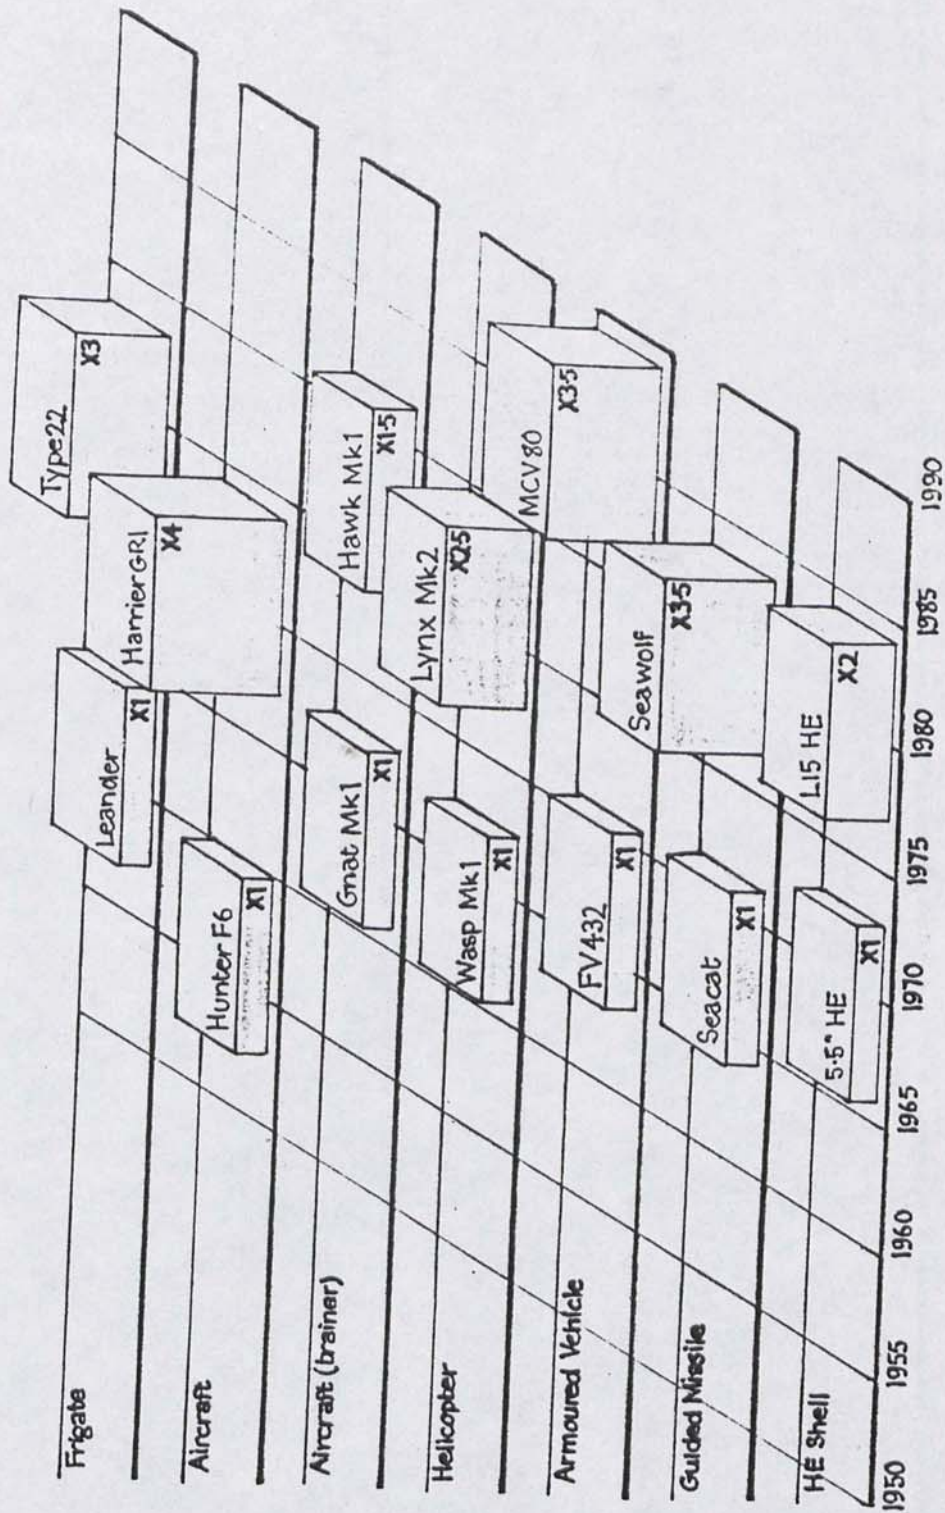 Frigate
Leander
X1
Type 22
X3
Aircraft
Hunter F6
X1
Harrier GR1
X4
Aircraft (trainer)
Gnat Mk1
X1
Hawk Mk1
X1·5
Helicopter
Wasp Mk1
X1
Lynx Mk2
X2·5
Armoured Vehicle
FV432
X1
MCV 80
X3·5
Guided Missile
Seacat
X1
Seawolf
X3·5
HE Shell
5·5" HE
X1
L15 HE
X2
1950 1955 1960 1965 1970 1975 1980 1985 1990